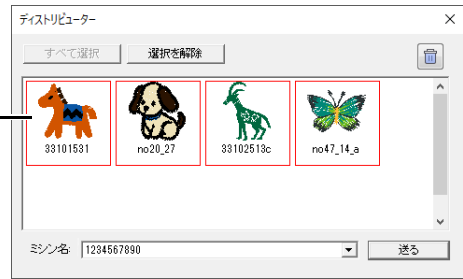 ディストリビューター
すべて選択 選択を解除
33101531 no20_27 33102513c no47_14_a
ミシン名: 1234567890 送る